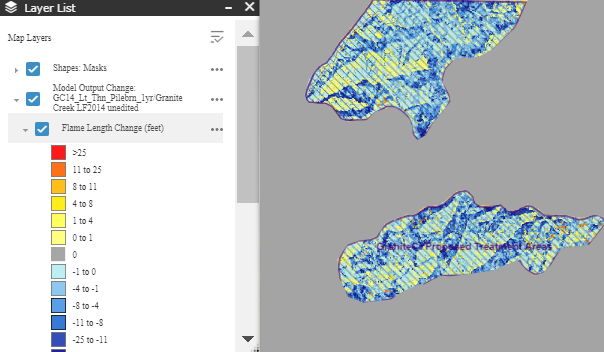 Layer List
Map Layers
Shapes: Masks
Model Output Change:
GC14_Lt_Thn_Pilebrn_1yr/Granite
Creek LF2014 unedited
Flame Length Change (feet)
>25
11 to 25
8 to 11
4 to 8
1 to 4
0 to 1
0
-1 to 0
-4 to -1
-8 to -4
-11 to -8
-25 to -11
Proposed Treatment Areas